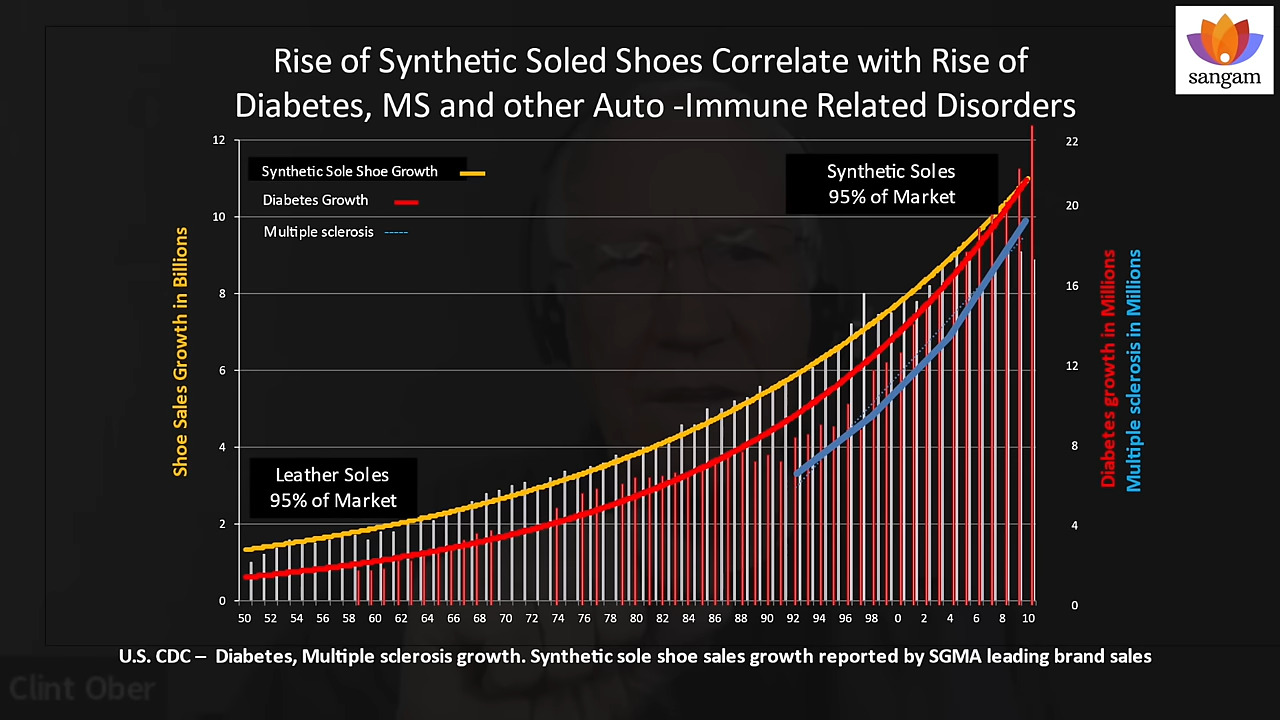 sangam
Rise of Synthetic Soled Shoes Correlate with Rise of
Diabetes, MS and other Auto -Immune Related Disorders
12
10
8
6
4
2
0
22
20
16
12
8
4
0
Synthetic Sole Shoe Growth
Diabetes Growth
Multiple sclerosis
Synthetic Soles
95% of Market
Leather Soles
95% of Market
Shoe Sales Growth in Billions
Diabetes growth in Millions
Multiple sclerosis in Millions
50 52 54 56 58 60 62 64 66 68 70 72 74 76 78 80 82 84 86 88 90 92 94 96 98 0 2 4 6 8 10
U.S. CDC – Diabetes, Multiple sclerosis growth. Synthetic sole shoe sales growth reported by SGMA leading brand sales
Clint Ober